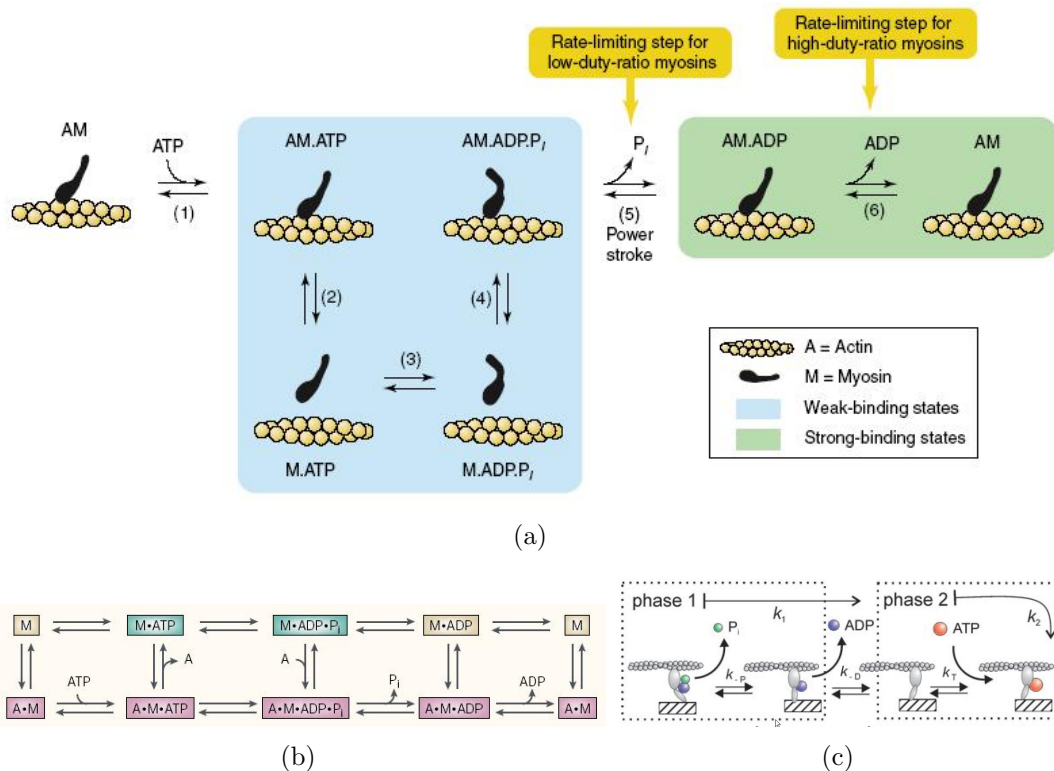 Rate-limiting step for
low-duty-ratio myosins
Rate-limiting step for
high-duty-ratio myosins
AM
ATP
(1)
AM.ATP
AM.ADP.Pi
Pi
(5)
Power
stroke
AM.ADP
ADP
AM
(6)
(2)
(4)
(3)
M.ATP
M.ADP.Pi
A = Actin
M = Myosin
Weak-binding states
Strong-binding states
(a)
M
M•ATP
M•ADP•Pi
M•ADP
M
A
A
ATP
Pi
ADP
A•M
A•M•ATP
A•M•ADP•Pi
A•M•ADP
A•M
(b)
phase 1
k1
phase 2
k2
Pi
ADP
ATP
k-P
k-D
kT
(c)